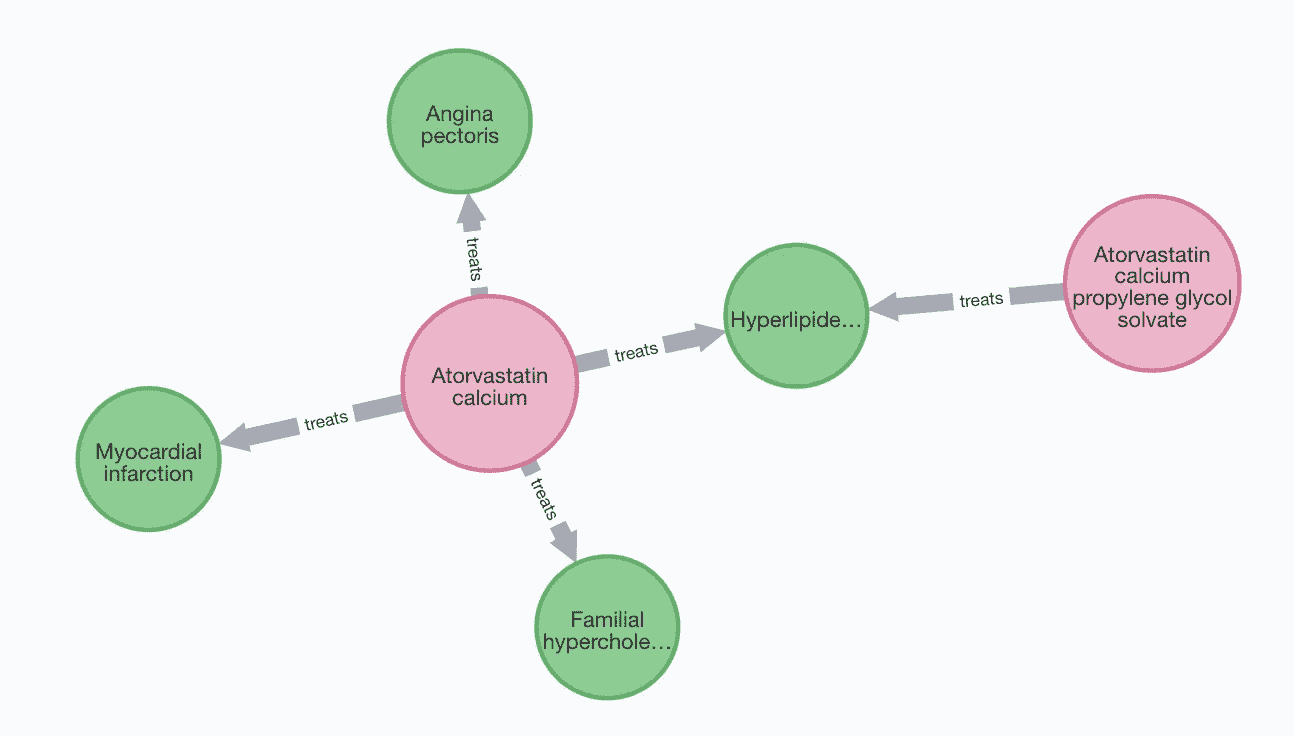 Angina
pectoris
treats
Atorvastatin
calcium
propylene glycol
solvate
treats
Hyperlipide…
treats
Atorvastatin
calcium
treats
Myocardial
infarction
treats
Familial
hyperchole…